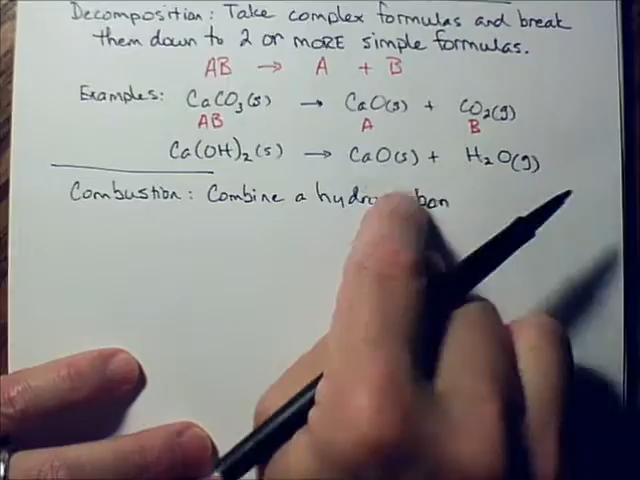 Decomposition: Take complex formulas and break
them down to 2 or MORE simple formulas.
AB → A + B
Examples: CaCO₃(s) → CaO(s) + CO₂(g)
AB A B
Ca(OH)₂(s) → CaO(s) + H₂O(g)
Combustion: Combine a